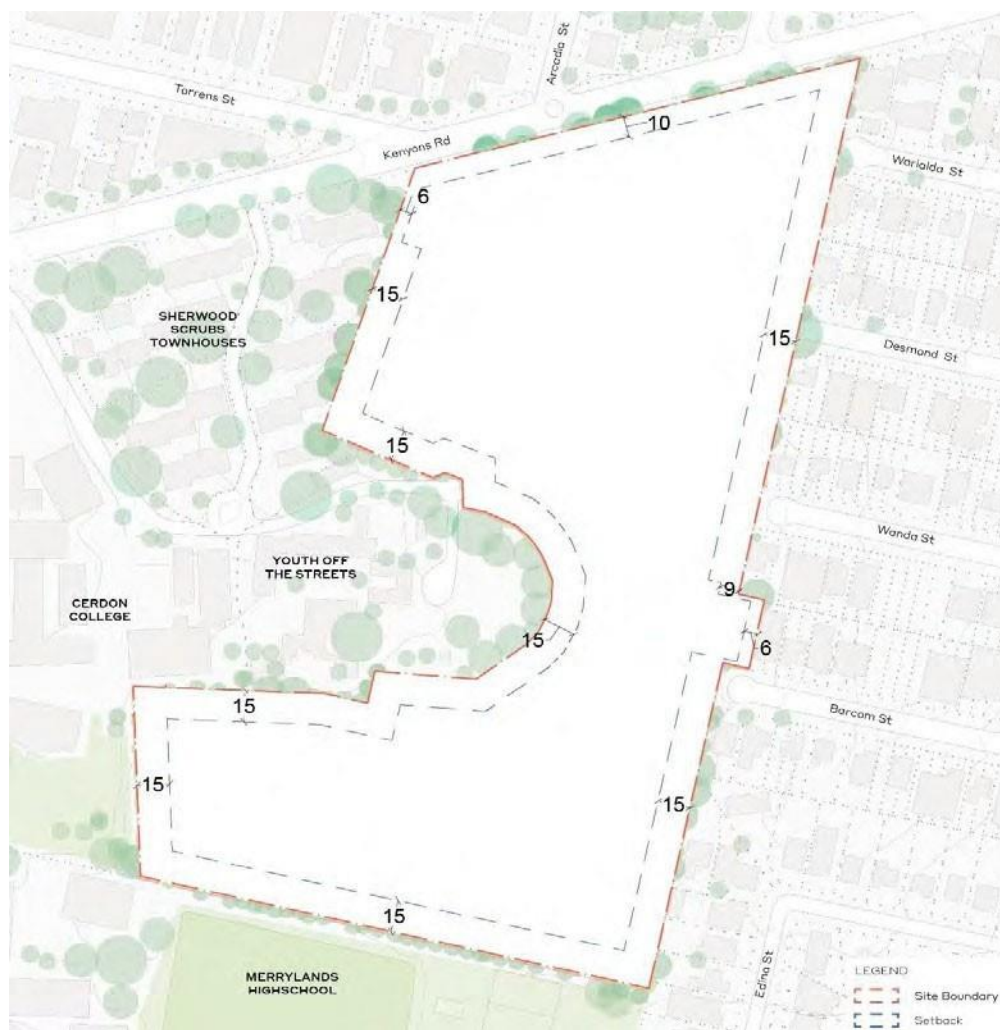 Arcadia St
Torrens St
10
Kenyons Rd
Warialda St
6
15
SHERWOOD
SCRUBS
TOWNHOUSES
15
Desmond St
15
Wanda St
YOUTH OFF
THE STREETS
9
CERDON
COLLEGE
15
6
15
Barcom St
15
15
15
MERRYLANDS
HIGHSCHOOL
Edina St
LEGEND
Site Boundary
Setback